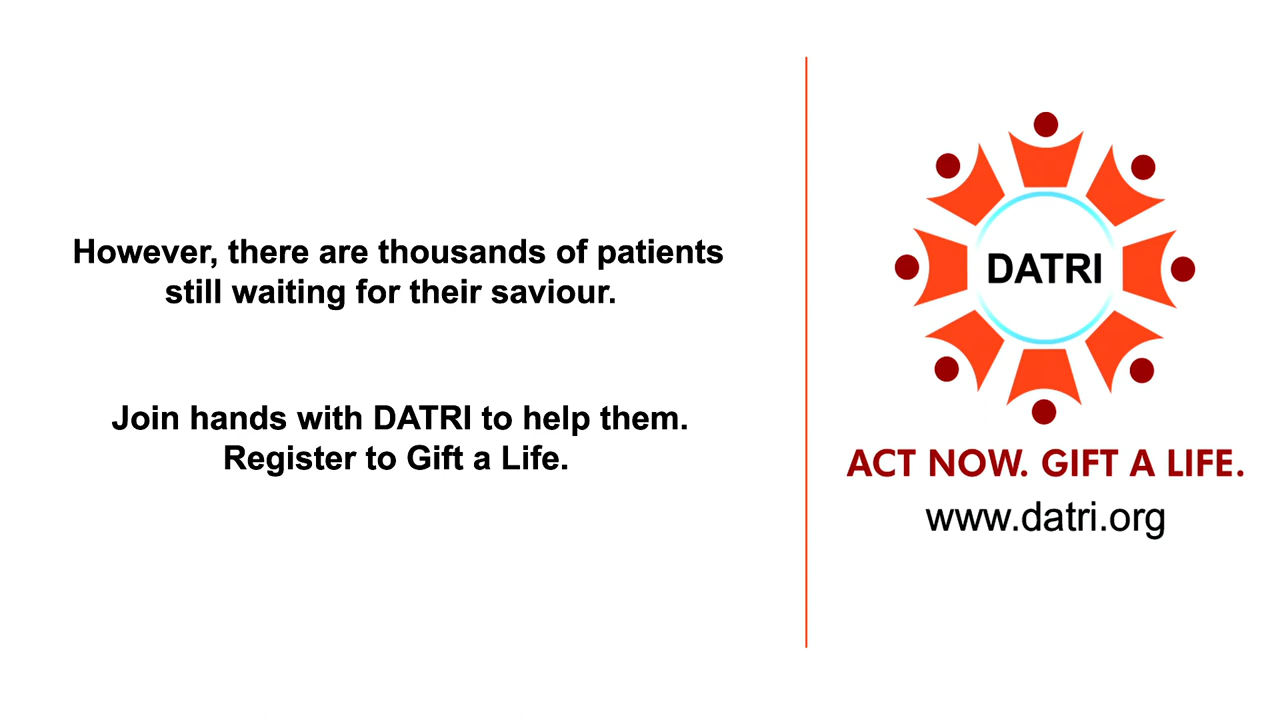 However, there are thousands of patients
still waiting for their saviour.
Join hands with DATRI to help them.
Register to Gift a Life.
DATRI
ACT NOW. GIFT A LIFE.
www.datri.org